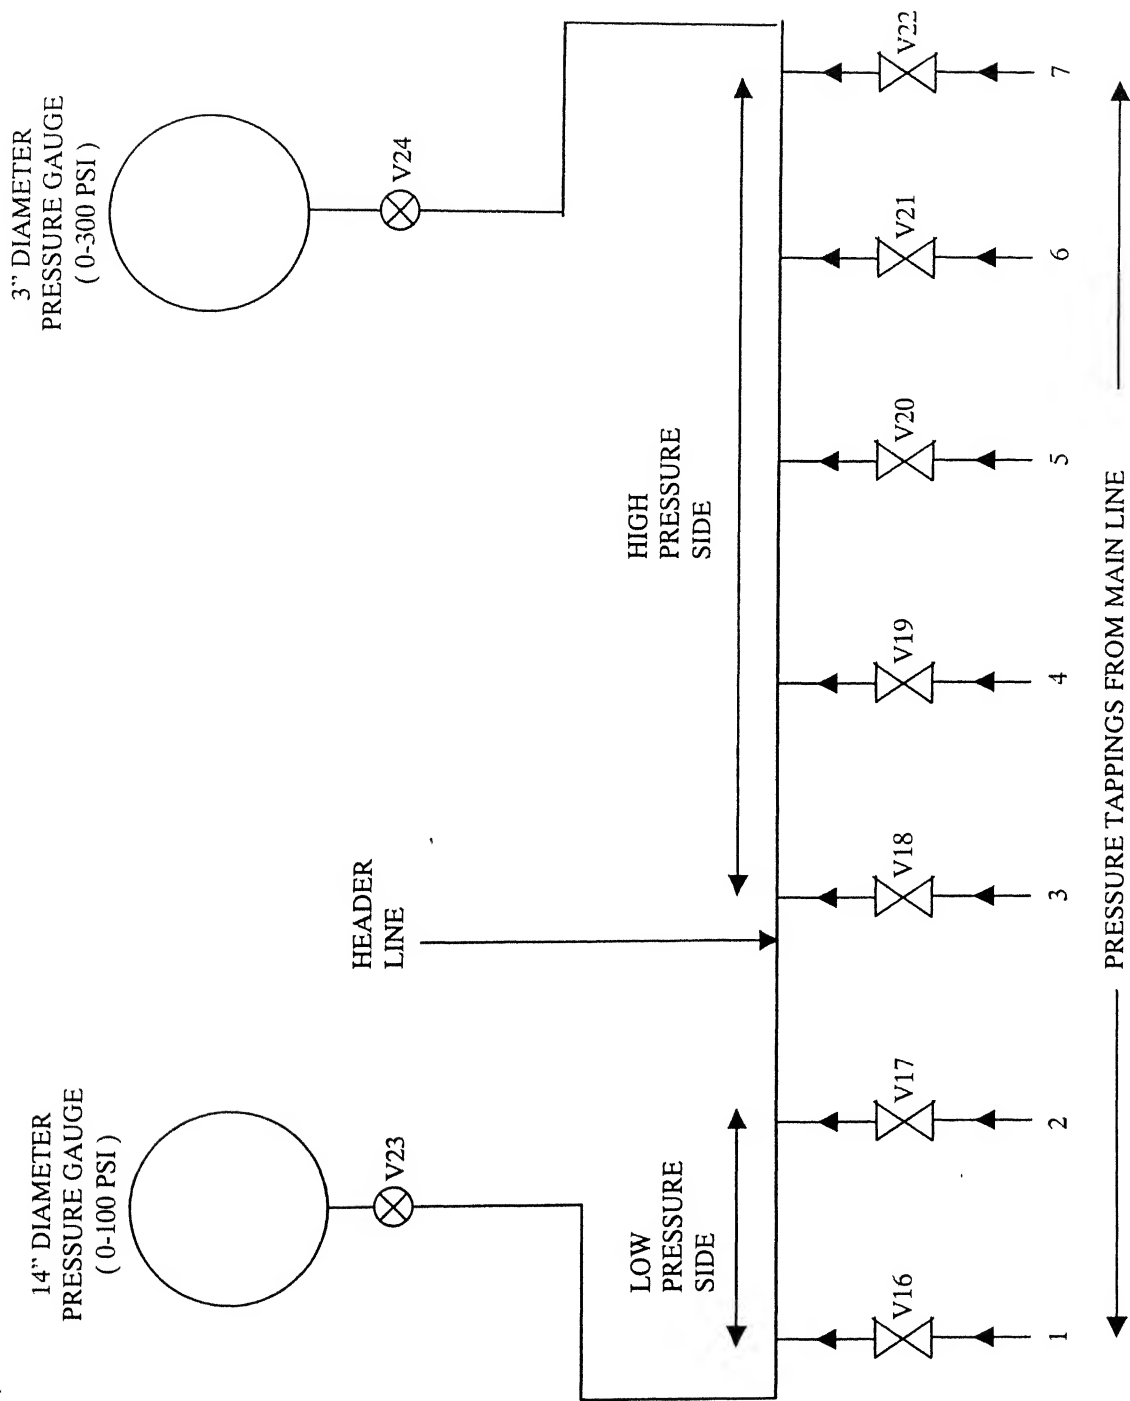 14” DIAMETER
PRESSURE GAUGE
( 0-100 PSI )
3” DIAMETER
PRESSURE GAUGE
( 0-300 PSI )
V23
V24
HEADER
LINE
LOW
PRESSURE
SIDE
HIGH
PRESSURE
SIDE
V16
V17
V18
V19
V20
V21
V22
1
2
3
4
5
6
7
PRESSURE TAPPINGS FROM MAIN LINE